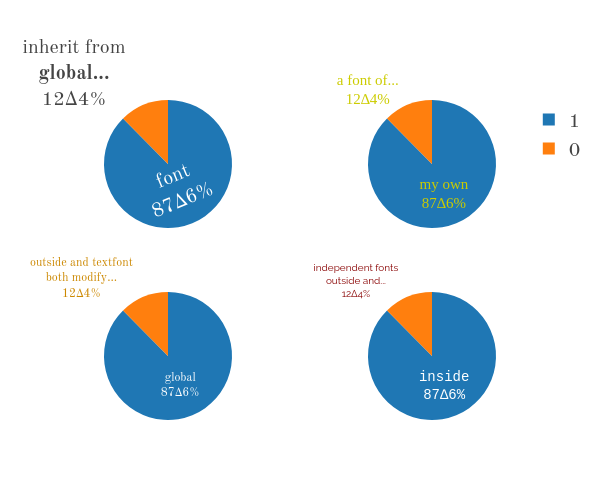 inherit from
global...
12Δ4%
font
87Δ6%
a font of...
12Δ4%
my own
87Δ6%
1
0
outside and textfont
both modify...
12Δ4%
global
87Δ6%
independent fonts
outside and...
12Δ4%
inside
87Δ6%